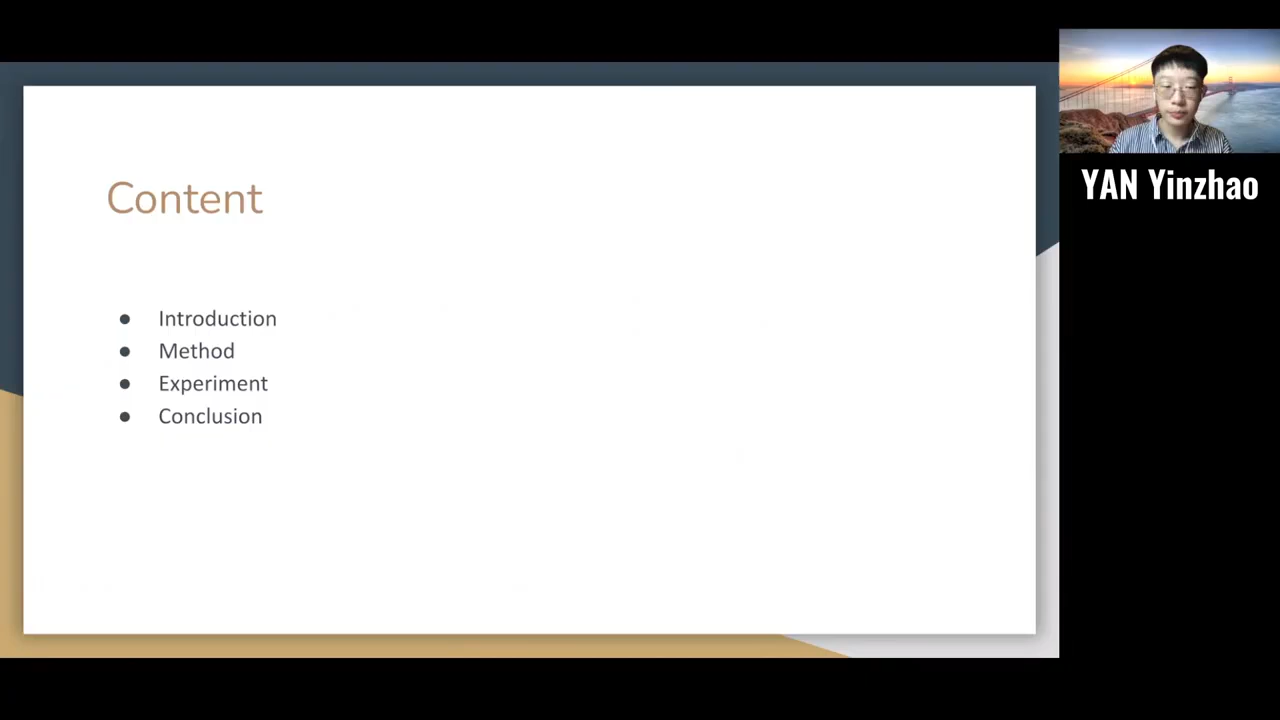 Content
● Introduction
● Method
● Experiment
● Conclusion
YAN Yinzhao